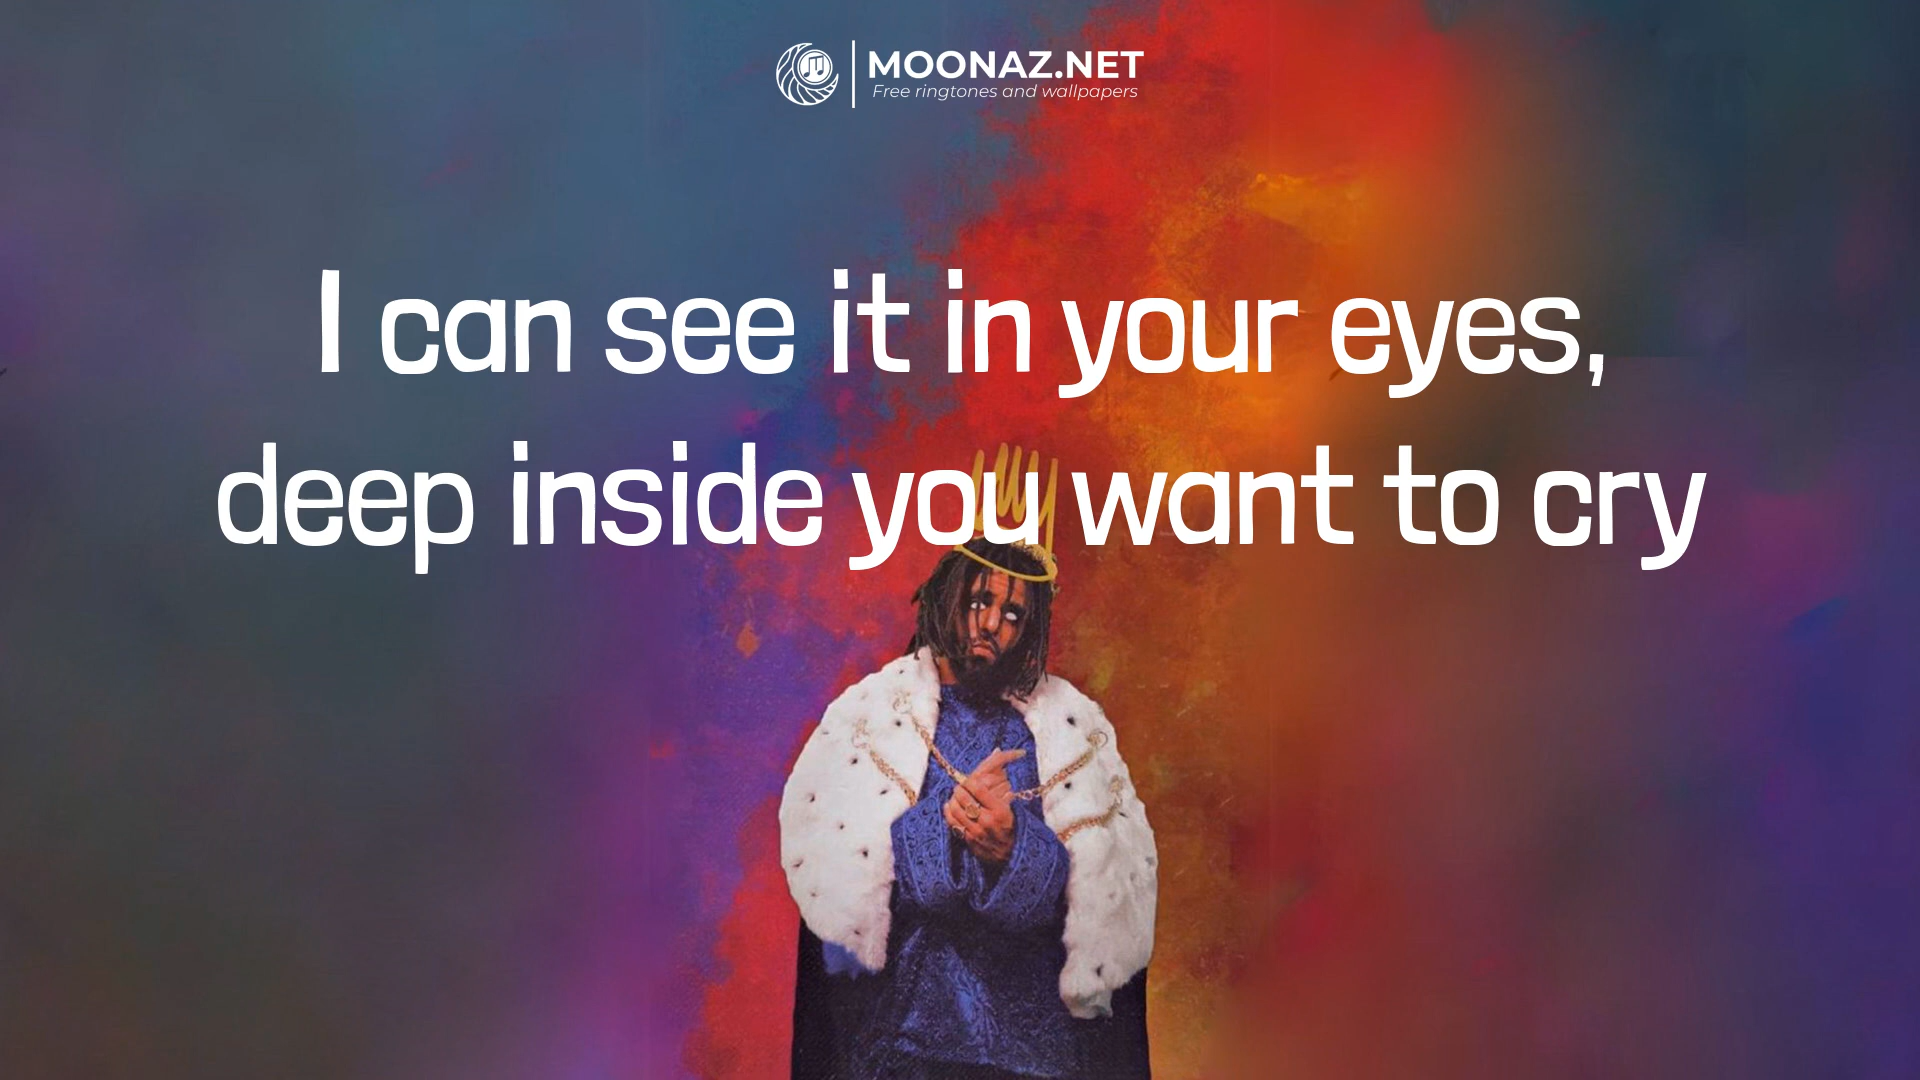 MOONAZ.NET
Free ringtones and wallpapers
I can see it in your eyes,
deep inside you want to cry